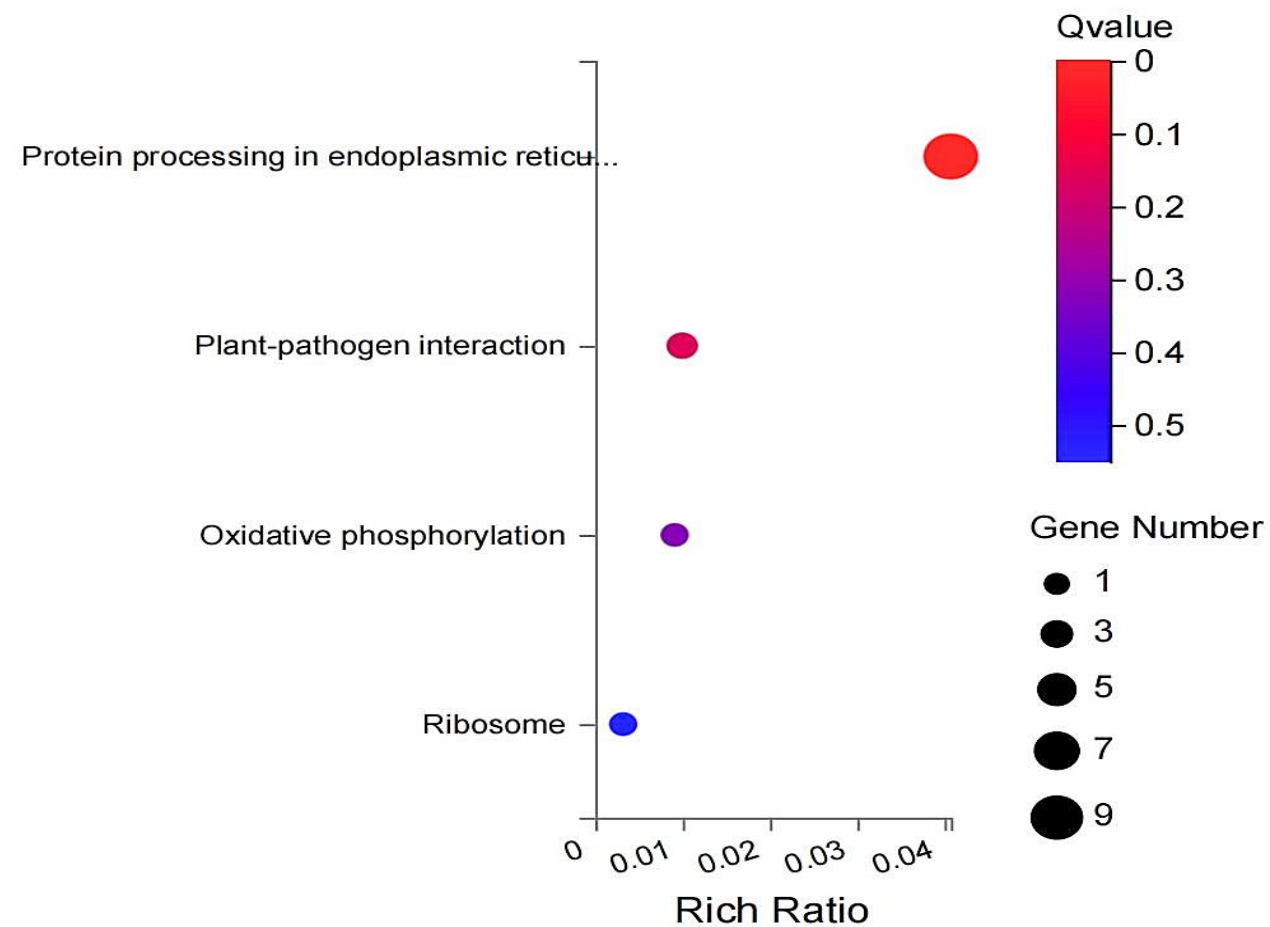 Qvalue
0
0.1
0.2
0.3
0.4
0.5
Protein processing in endoplasmic reticu...
Plant-pathogen interaction
Oxidative phosphorylation
Ribosome
Gene Number
1
3
5
7
9
0 0.01 0.02 0.03 0.04
Rich Ratio